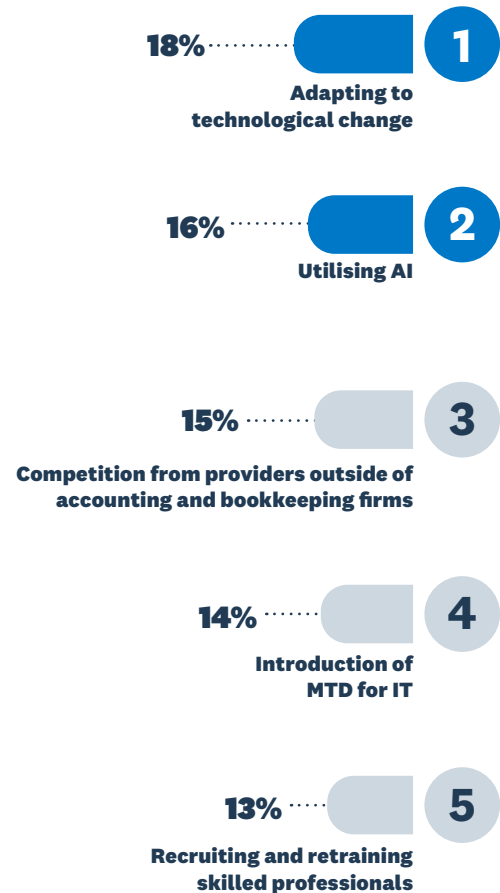 18%
1
Adapting to
technological change
16%
2
Utilising AI
15%
3
Competition from providers outside of
accounting and bookkeeping firms
14%
4
Introduction of
MTD for IT
13%
5
Recruiting and retraining
skilled professionals